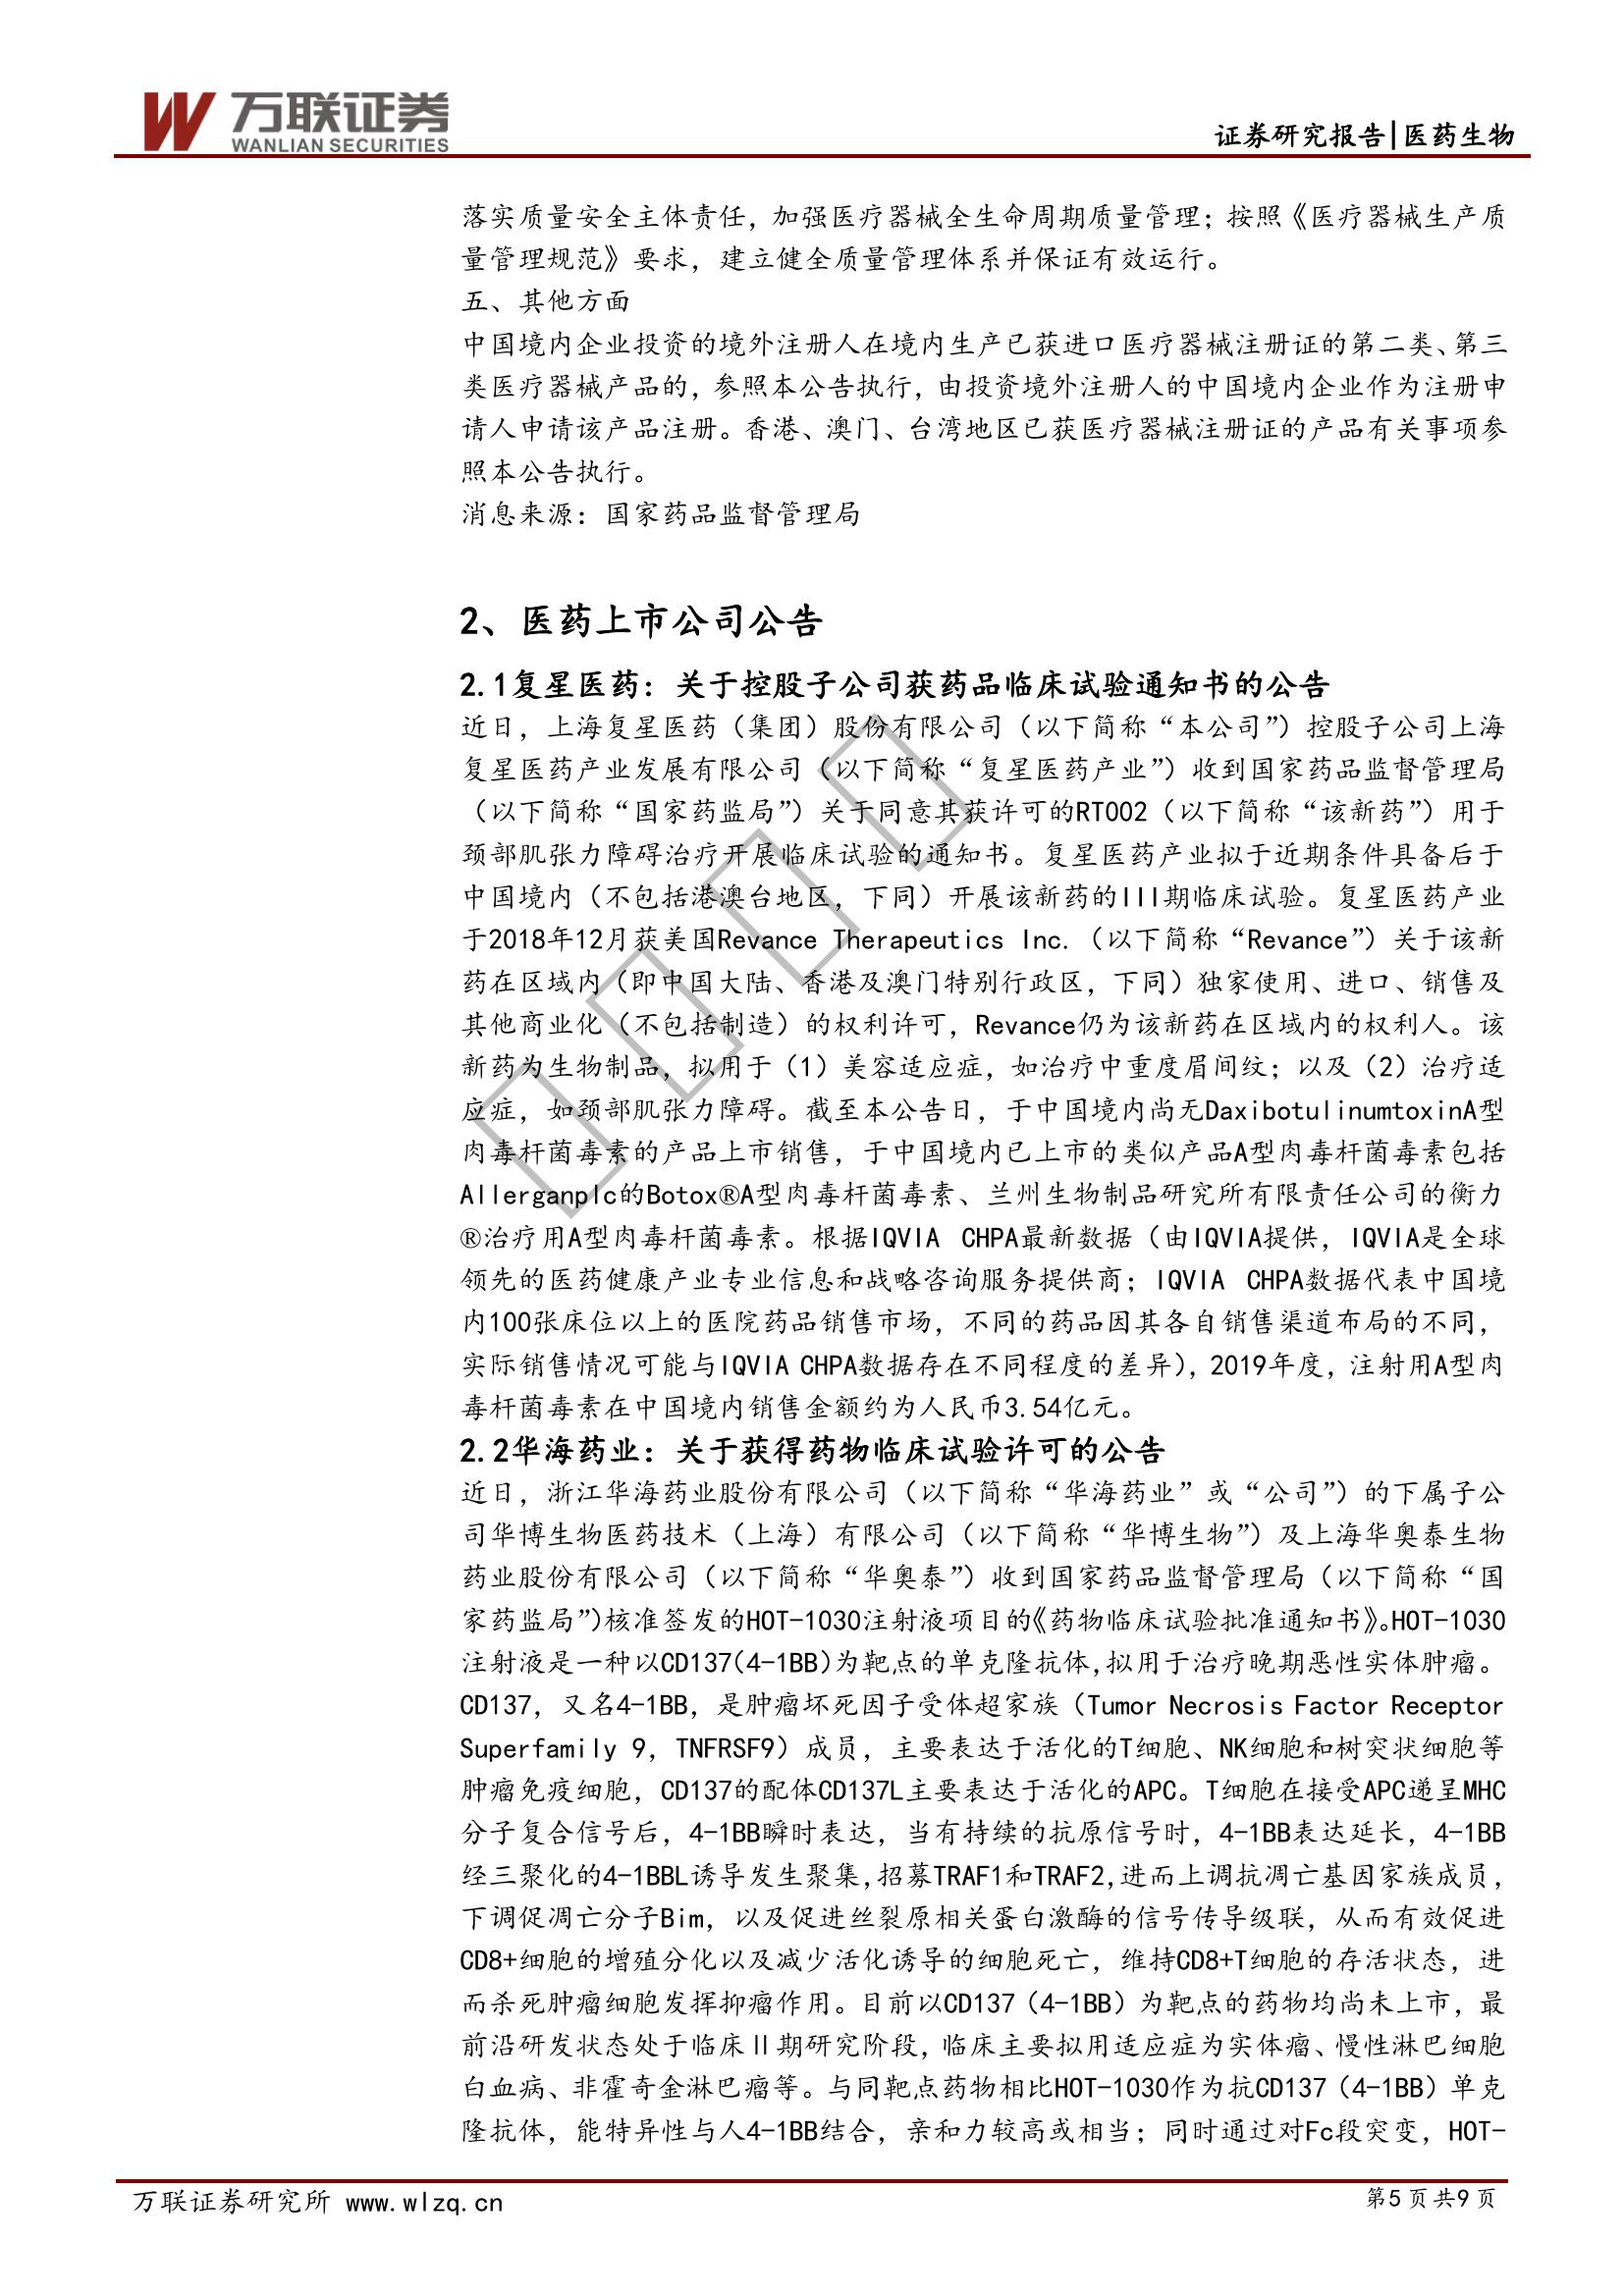 万联证券
WANLIAN SECURITIES
证券研究报告|医药生物
落实质量安全主体责任，加强医疗器械全生命周期质量管理；按照《医疗器械生产质
量管理规范》要求，建立健全质量管理体系并保证有效运行。
五、其他方面
中国境内企业投资的境外注册人在境内生产已获进口医疗器械注册证的第二类、第三
类医疗器械产品的，参照本公告执行，由投资境外注册人的中国境内企业作为注册申
请人申请该产品注册。香港、澳门、台湾地区已获医疗器械注册证的产品有关事项参
照本公告执行。
消息来源：国家药品监督管理局
2、医药上市公司公告
2.1复星医药：关于控股子公司获药品临床试验通知书的公告
近日，上海复星医药（集团）股份有限公司（以下简称“本公司”）控股子公司上海
复星医药产业发展有限公司（以下简称“复星医药产业”）收到国家药品监督管理局
（以下简称“国家药监局”）关于同意其获许可的RT002（以下简称“该新药”）用于
颈部肌张力障碍治疗开展临床试验的通知书。复星医药产业拟于近期条件具备后于
中国境内（不包括港澳台地区，下同）开展该新药的III期临床试验。复星医药产业
于2018年12月获美国Revance Therapeutics Inc.（以下简称“Revance”）关于该新
药在区域内（即中国大陆、香港及澳门特别行政区，下同）独家使用、进口、销售及
其他商业化（不包括制造）的权利许可，Revance仍为该新药在区域内的权利人。该
新药为生物制品，拟用于（1）美容适应症，如治疗中重度眉间纹；以及（2）治疗适
应症，如颈部肌张力障碍。截至本公告日，于中国境内尚无DaxibotulinumtoxinA型
肉毒杆菌毒素的产品上市销售，于中国境内已上市的类似产品A型肉毒杆菌毒素包括
Allerganplc的Botox®A型肉毒杆菌毒素、兰州生物制品研究所有限责任公司的衡力
®治疗用A型肉毒杆菌毒素。根据IQVIA CHPA最新数据（由IQVIA提供，IQVIA是全球
领先的医药健康产业专业信息和战略咨询服务提供商；IQVIA CHPA数据代表中国境
内100张床位以上的医院药品销售市场，不同的药品因其各自销售渠道布局的不同，
实际销售情况可能与IQVIA CHPA数据存在不同程度的差异），2019年度，注射用A型肉
毒杆菌毒素在中国境内销售金额约为人民币3.54亿元。
2.2华海药业：关于获得药物临床试验许可的公告
近日，浙江华海药业股份有限公司（以下简称“华海药业”或“公司”）的下属子公
司华博生物医药技术（上海）有限公司（以下简称“华博生物”）及上海华奥泰生物
药业股份有限公司（以下简称“华奥泰”）收到国家药品监督管理局（以下简称“国
家药监局”）核准签发的HOT-1030注射液项目的《药物临床试验批准通知书》。HOT-1030
注射液是一种以CD137(4-1BB)为靶点的单克隆抗体,拟用于治疗晚期恶性实体肿瘤。
CD137，又名4-1BB，是肿瘤坏死因子受体超家族（Tumor Necrosis Factor Receptor
Superfamily 9，TNFRSF9）成员，主要表达于活化的T细胞、NK细胞和树突状细胞等
肿瘤免疫细胞，CD137的配体CD137L主要表达于活化的APC。T细胞在接受APC递呈MHC
分子复合信号后，4-1BB瞬时表达，当有持续的抗原信号时，4-1BB表达延长，4-1BB
经三聚化的4-1BBL诱导发生聚集,招募TRAF1和TRAF2,进而上调抗凋亡基因家族成员，
下调促凋亡分子Bim，以及促进丝裂原相关蛋白激酶的信号传导级联，从而有效促进
CD8+细胞的增殖分化以及减少活化诱导的细胞死亡，维持CD8+T细胞的存活状态，进
而杀死肿瘤细胞发挥抑瘤作用。目前以CD137（4-1BB）为靶点的药物均尚未上市，最
前沿研发状态处于临床Ⅱ期研究阶段，临床主要拟用适应症为实体瘤、慢性淋巴细胞
白血病、非霍奇金淋巴瘤等。与同靶点药物相比HOT-1030作为抗CD137（4-1BB）单克
隆抗体，能特异性与人4-1BB结合，亲和力较高或相当；同时通过对Fc段突变，HOT-
万联证券研究所 www.wlzq.cn
第5页共9页